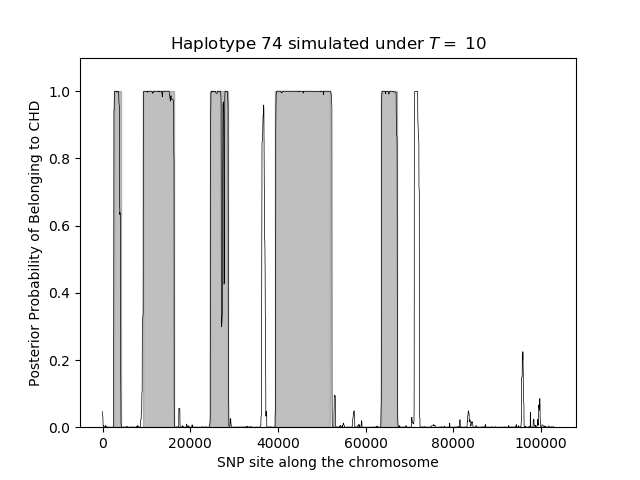 Haplotype 74 simulated under T = 10
Posterior Probability of Belonging to CHD
1.0
0.8
0.6
0.4
0.2
0.0
0 20000 40000 60000 80000 100000
SNP site along the chromosome